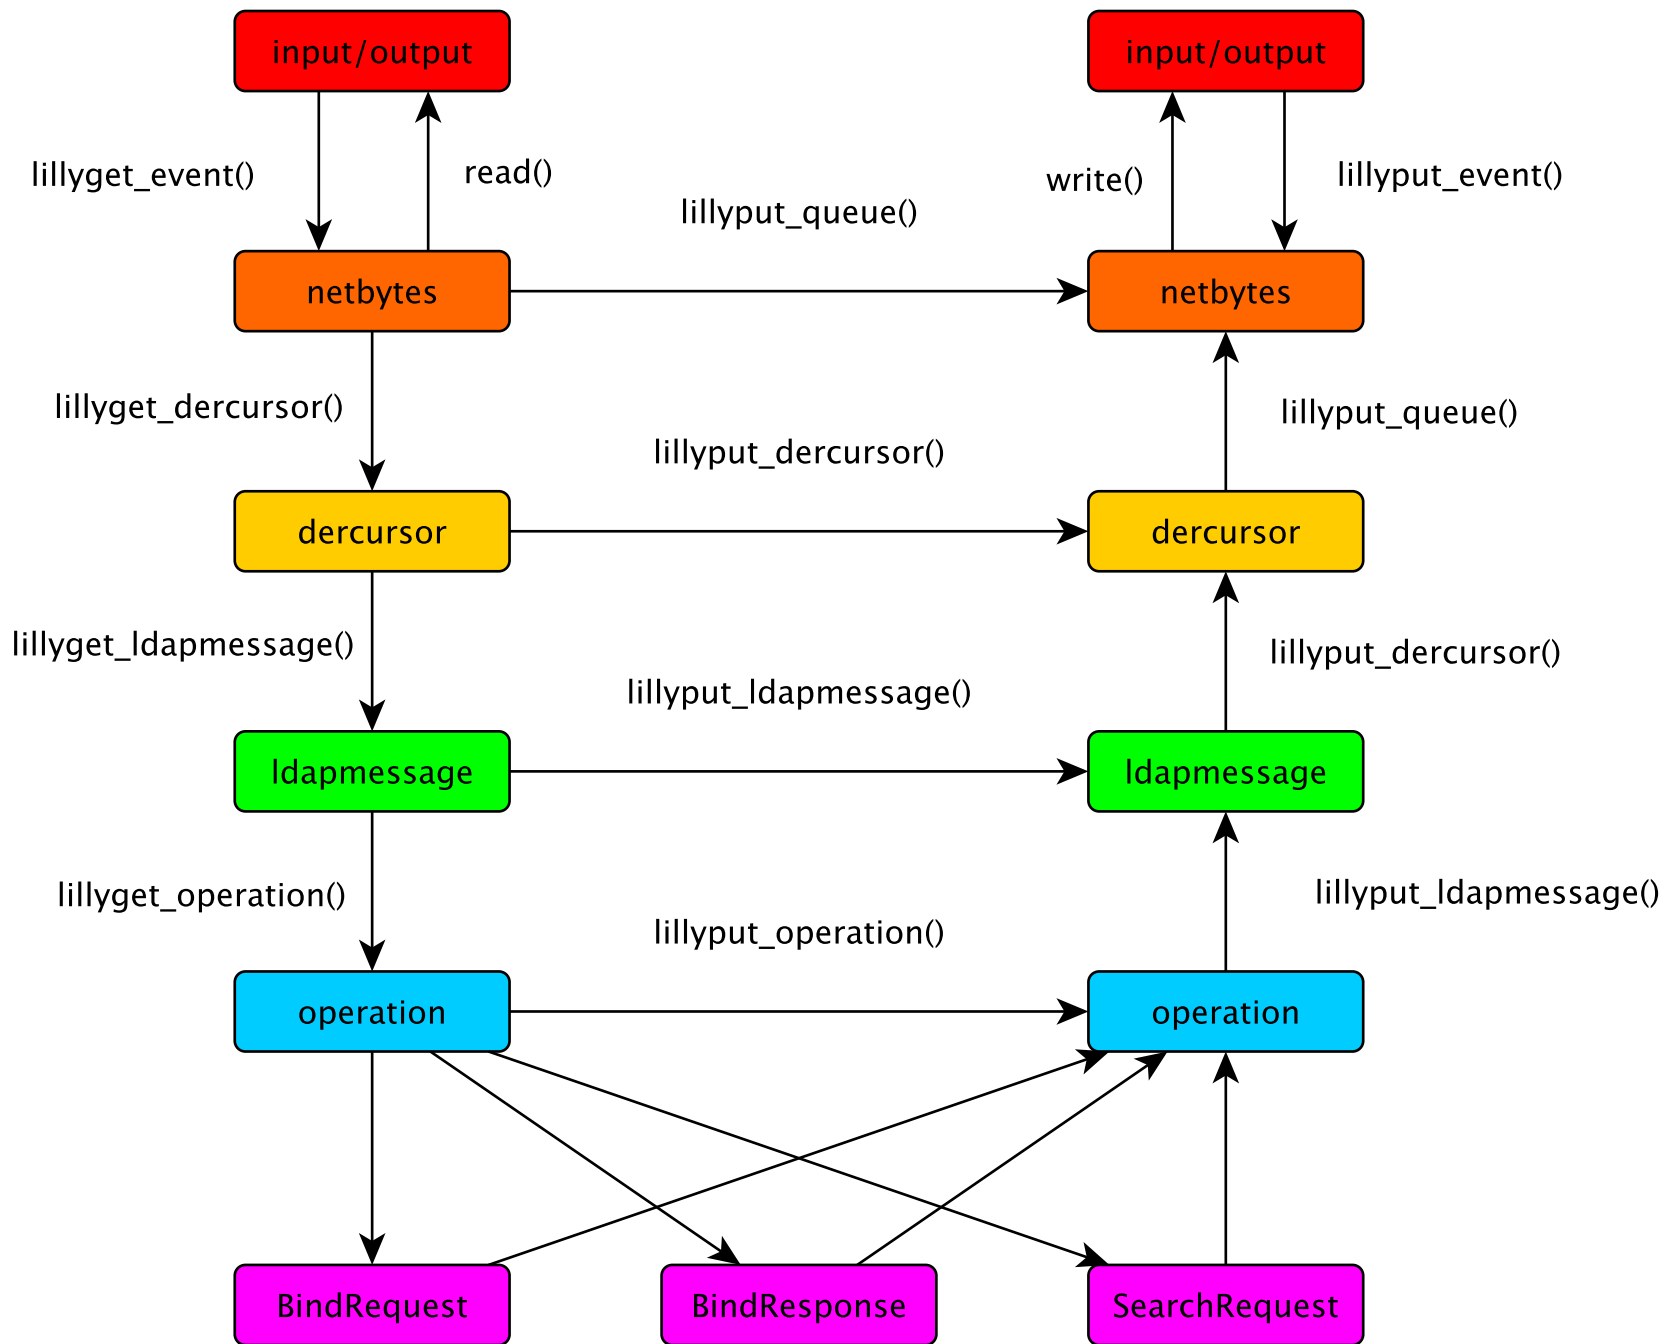 input/output
input/output
lillyget_event()
read()
write()
lillyput_event()
lillyput_queue()
netbytes
netbytes
lillyget_dercursor()
lillyput_queue()
lillyput_dercursor()
dercursor
dercursor
lillyget_ldapmessage()
lillyput_dercursor()
lillyput_ldapmessage()
ldapmessage
ldapmessage
lillyget_operation()
lillyput_ldapmessage()
lillyput_operation()
operation
operation
BindRequest
BindResponse
SearchRequest